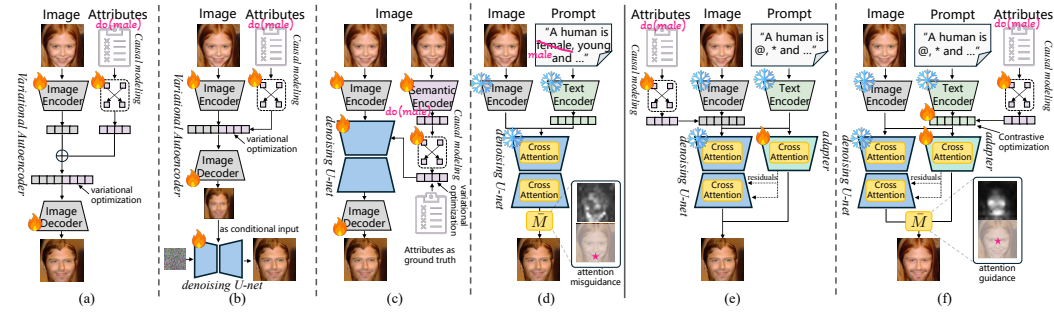 Image
Attributes
do(male)
Causal modeling
Variational Autoencoder
Image
Encoder
variational
optimization
Image
Decoder
(a)
Image
Attributes
do(male)
Causal modeling
Variational Autoencoder
Image
Encoder
variational
optimization
Image
Decoder
as conditional input
denoising U-net
(b)
Image
Image
Encoder
Semantic
Encoder
do(male)
Causal modeling
denoising U-net
variational
optimization
Image
Decoder
Attributes as
ground truth
(c)
Image
Prompt
"A human is
female, young
male
and ..."
Image
Encoder
Text
Encoder
denoising U-net
Cross
Attention
Cross
Attention
M̄
attention
misguidance
(d)
Attributes
do(male)
Causal modeling
Image
Prompt
"A human is
@, * and ..."
Image
Encoder
Text
Encoder
denoising U-net
Cross
Attention
Cross
Attention
adapter
Cross
Attention
residuals
(e)
Image
Prompt
"A human is
@, * and ..."
Attributes
do(male)
Causal modeling
Image
Encoder
Text
Encoder
Contrastive
optimization
denoising U-net
Cross
Attention
Cross
Attention
adapter
Cross
Attention
residuals
M̄
attention
guidance
(f)